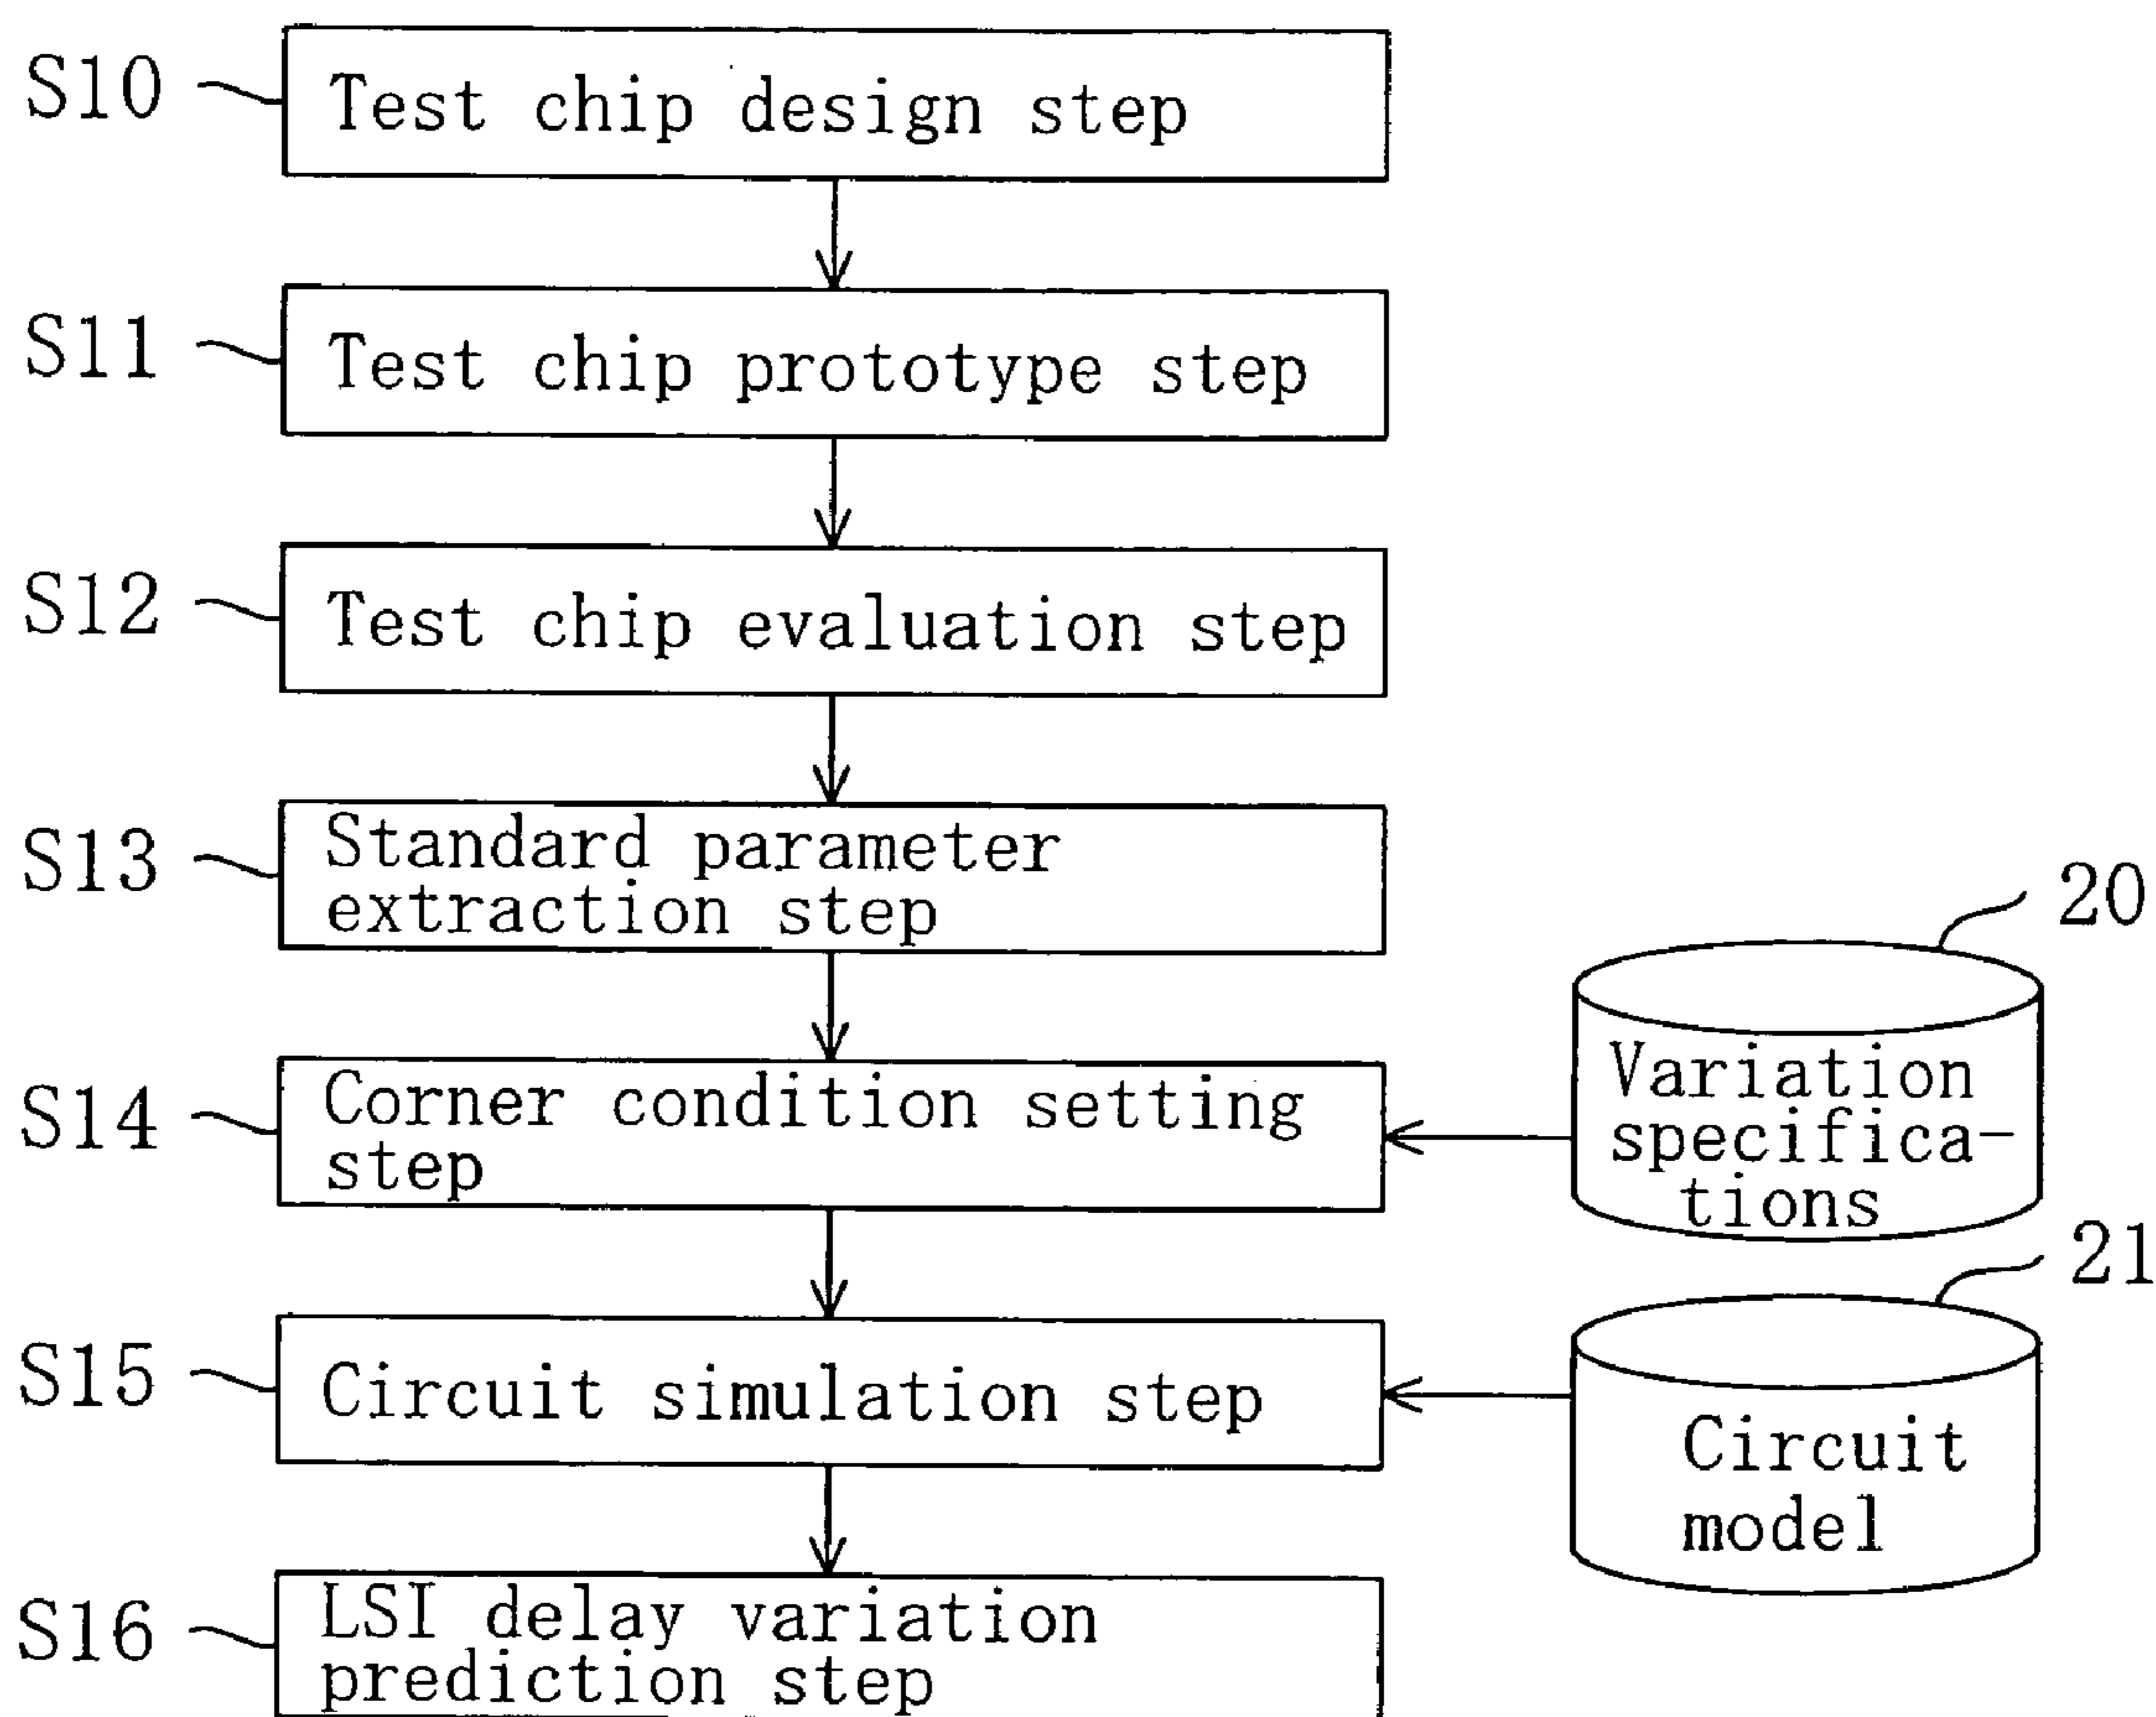 S10
Test chip design step
S11
Test chip prototype step
S12
Test chip evaluation step
S13
Standard parameter
extraction step
20
S14
Corner condition setting
step
Variation
specifica-
tions
21
S15
Circuit simulation step
Circuit
model
S16
LSI delay variation
prediction step